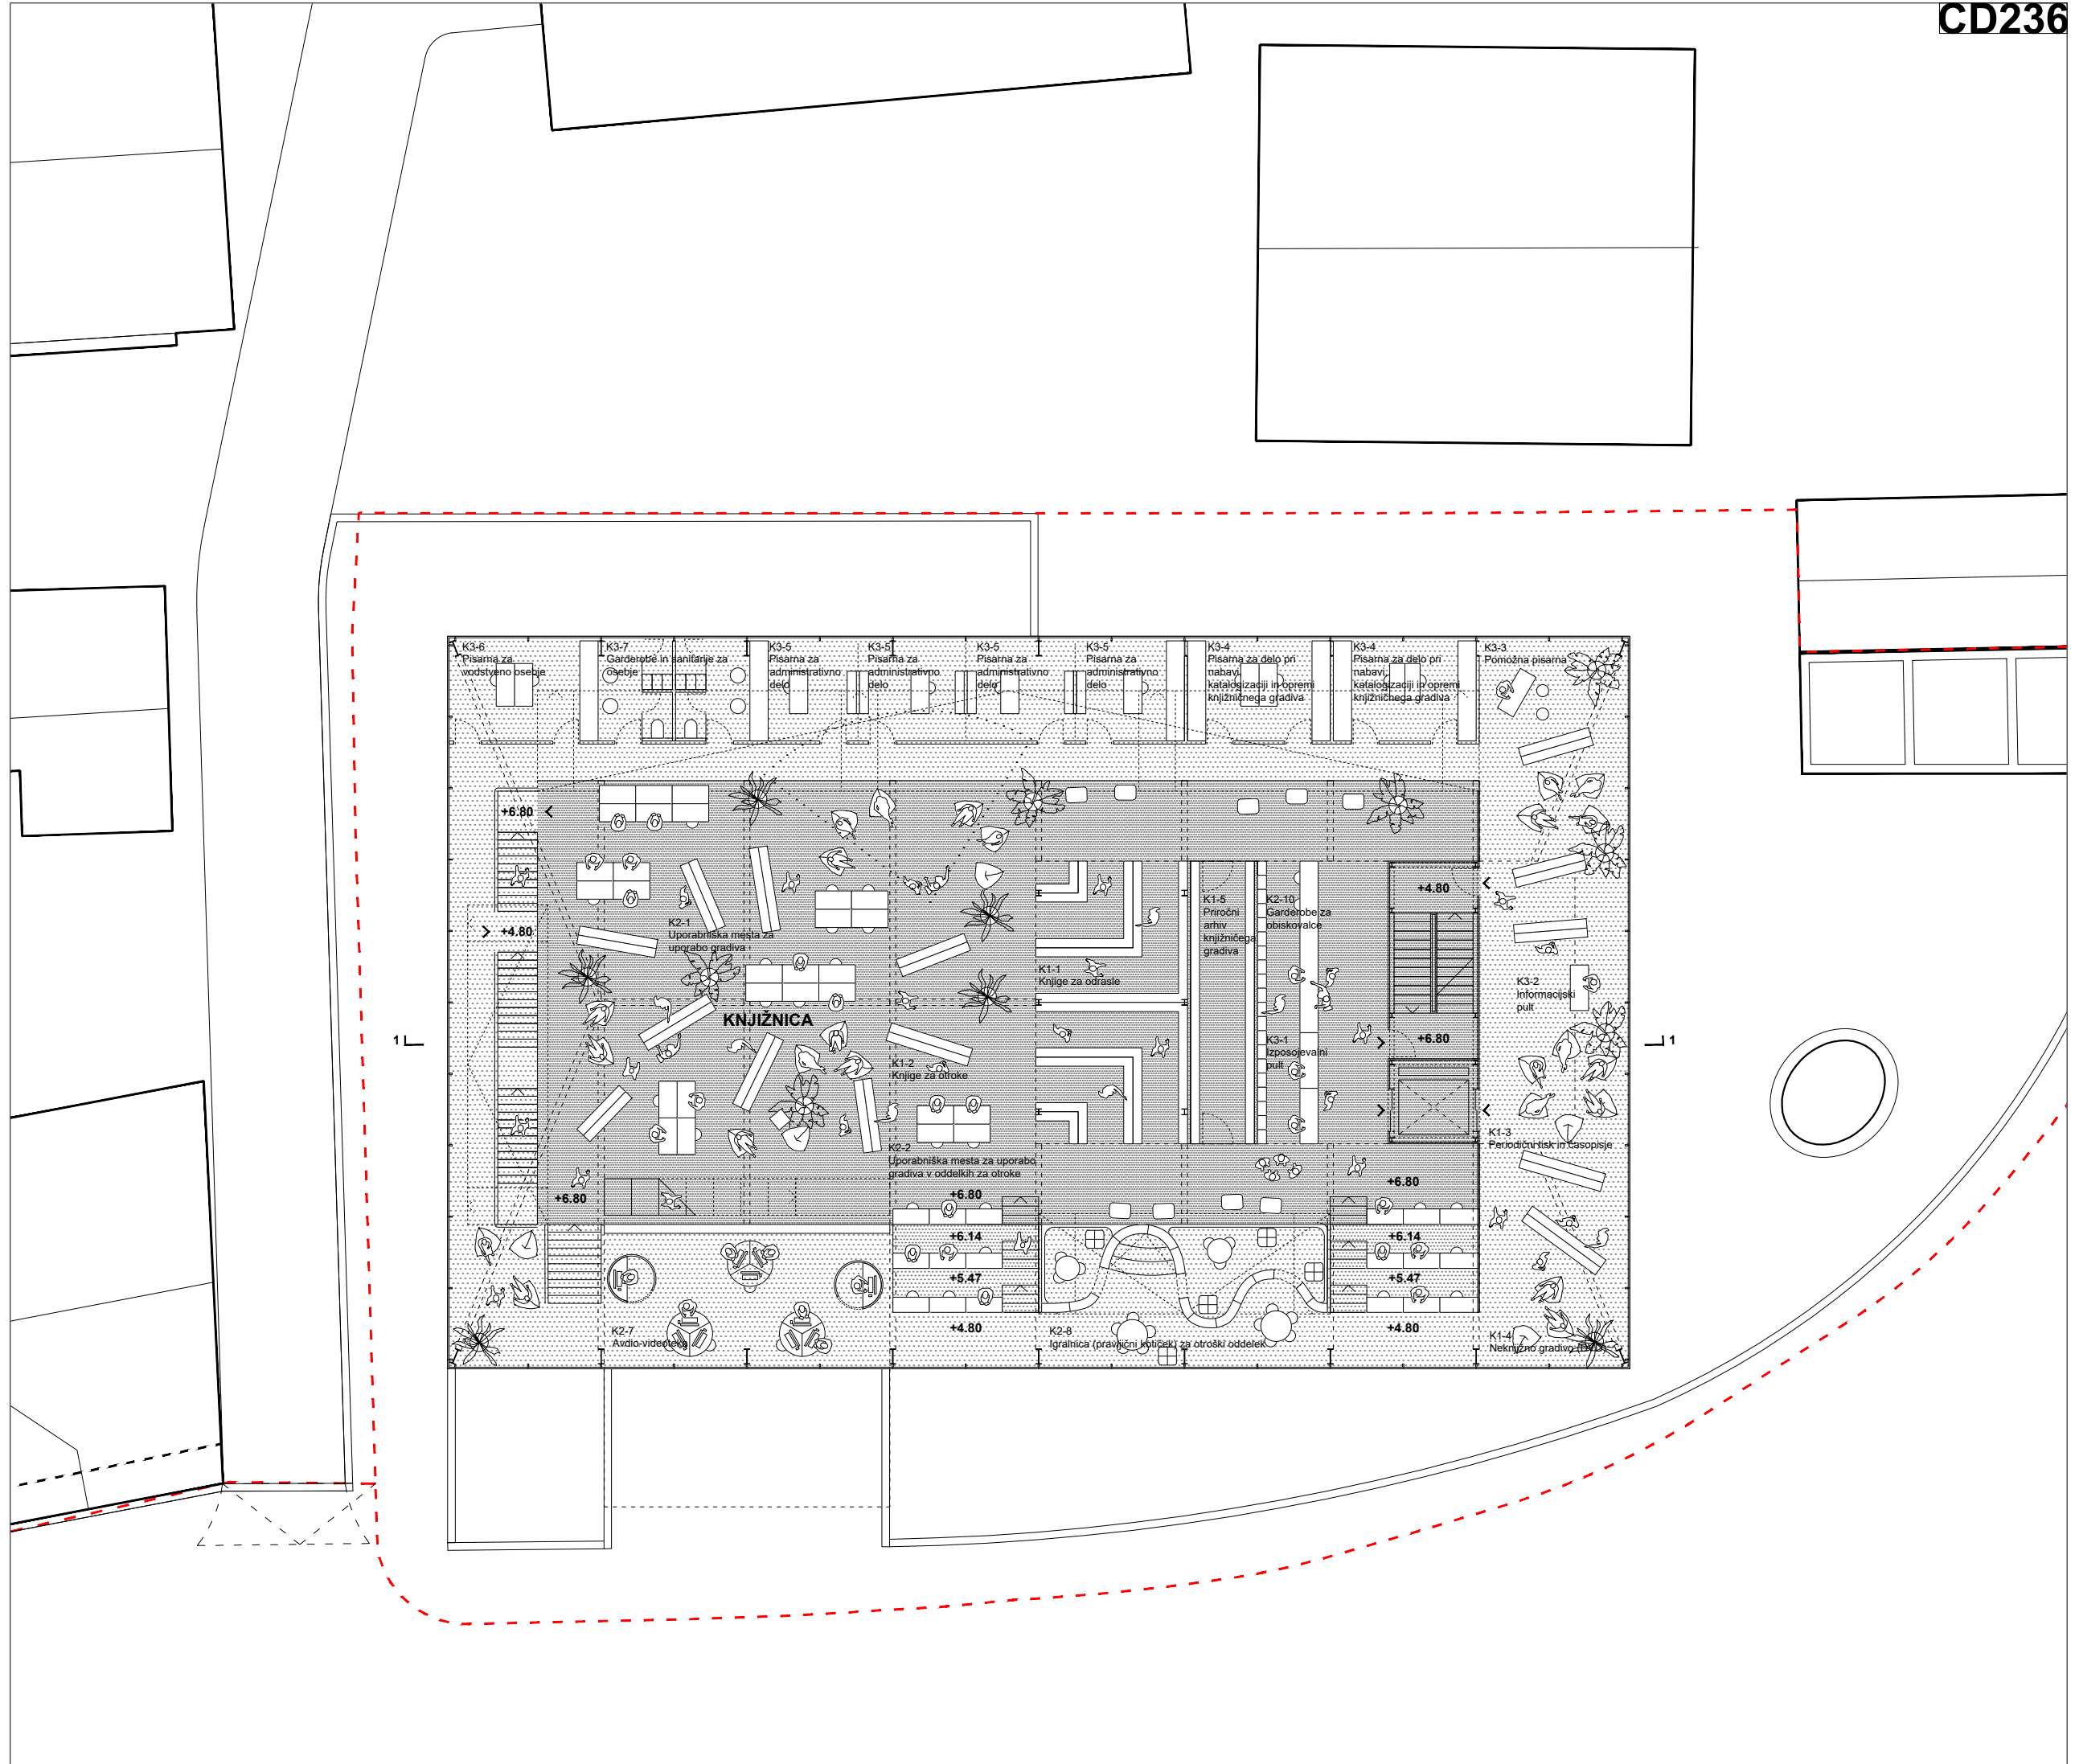 CD236
K3-6
Pisarna za
vodstveno osebje
K3-7
Garderobe in sanitarije za
osebje
K3-5
Pisarna za
administrativno
delo
K3-5
Pisarna za
administrativno
delo
K3-5
Pisarna za
administrativno
delo
K3-5
Pisarna za
administrativno
delo
K3-4
Pisarna za delo pri
nabavi,
katalogizaciji in opremi
knjižničnega gradiva
K3-4
Pisarna za delo pri
nabavi,
katalogizaciji in opremi
knjižničnega gradiva
K3-3
Pomožna pisarna
+6.80
+4.80
+4.80
K1-5
Priročni
arhiv
knjižničega
gradiva
K2-10
Garderobe za
obiskovalce
K2-1
Uporabniška mesta za
uporabo gradiva
K1-1
Knjige za odrasle
K3-2
Informacijski
pult
KNJIŽNICA
1
1
+6.80
K3-1
Izposojevalni
pult
K1-2
Knjige za otroke
K1-3
Periodični tisk in časopisje
K2-2
Uporabniška mesta za uporabo
gradiva v oddelkih za otroke
+6.80
+6.80
+6.80
+6.14
+6.14
+5.47
+5.47
+4.80
+4.80
K2-7
Avdio-videoteka
K2-8
Igralnica (pravljični kotiček) za otroški oddelek
K1-4
Neknjižno gradivo (DVD)